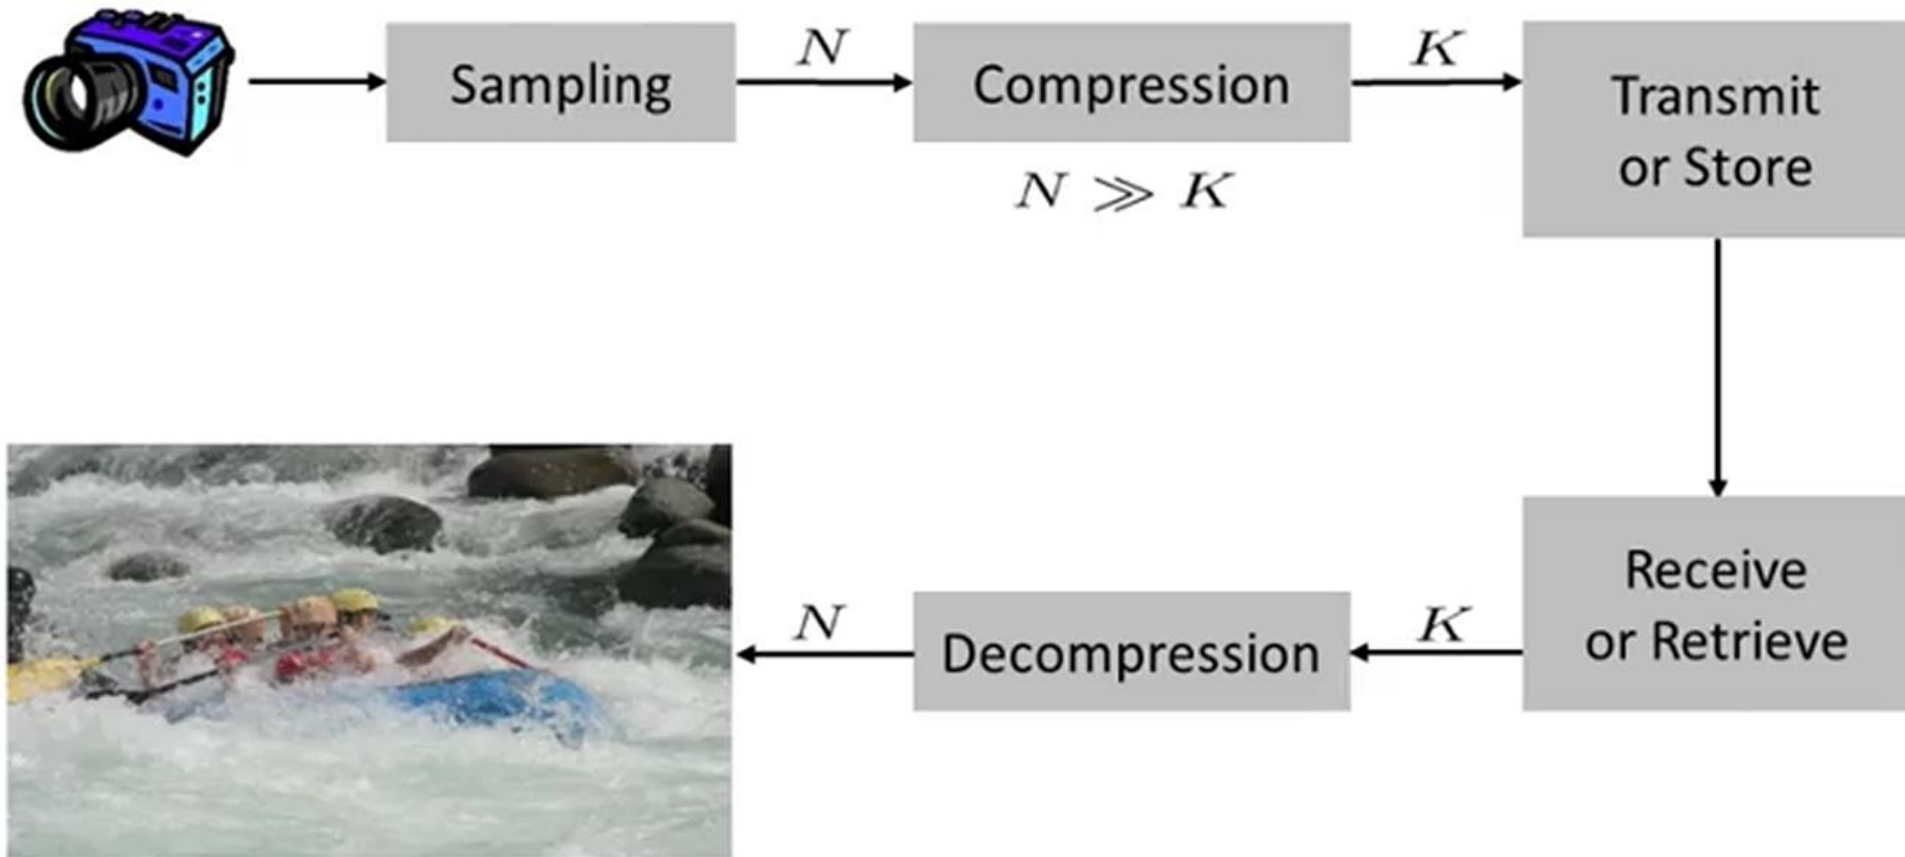 Sampling
N
Compression
K
Transmit
or Store
N ≫ K
Receive
or Retrieve
K
Decompression
N